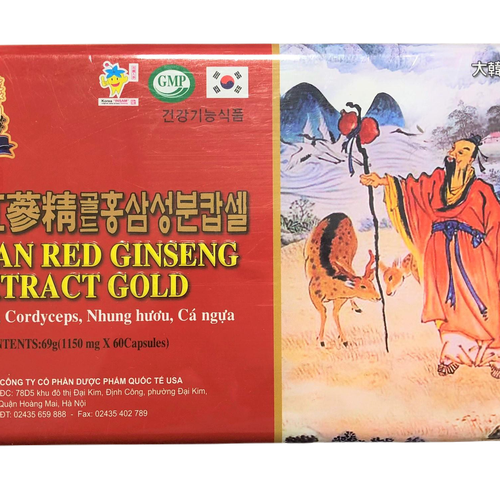 GMP
大韓
건강기능식품
蔘精골드홍삼성분캅셀
AN RED GINSENG
TRACT GOLD
Cordyceps, Nhung hươu, Cá ngựa
TENTS:69g(1150 mg X 60Capsules)
CÔNG TY CỔ PHẦN DƯỢC PHẨM QUỐC TẾ USA
ĐC: 78D5 khu đô thị Đại Kim, Định Công, phường Đại Kim,
Quận Hoàng Mai, Hà Nội
ĐT: 02435 659 888 - Fax: 02435 402 789